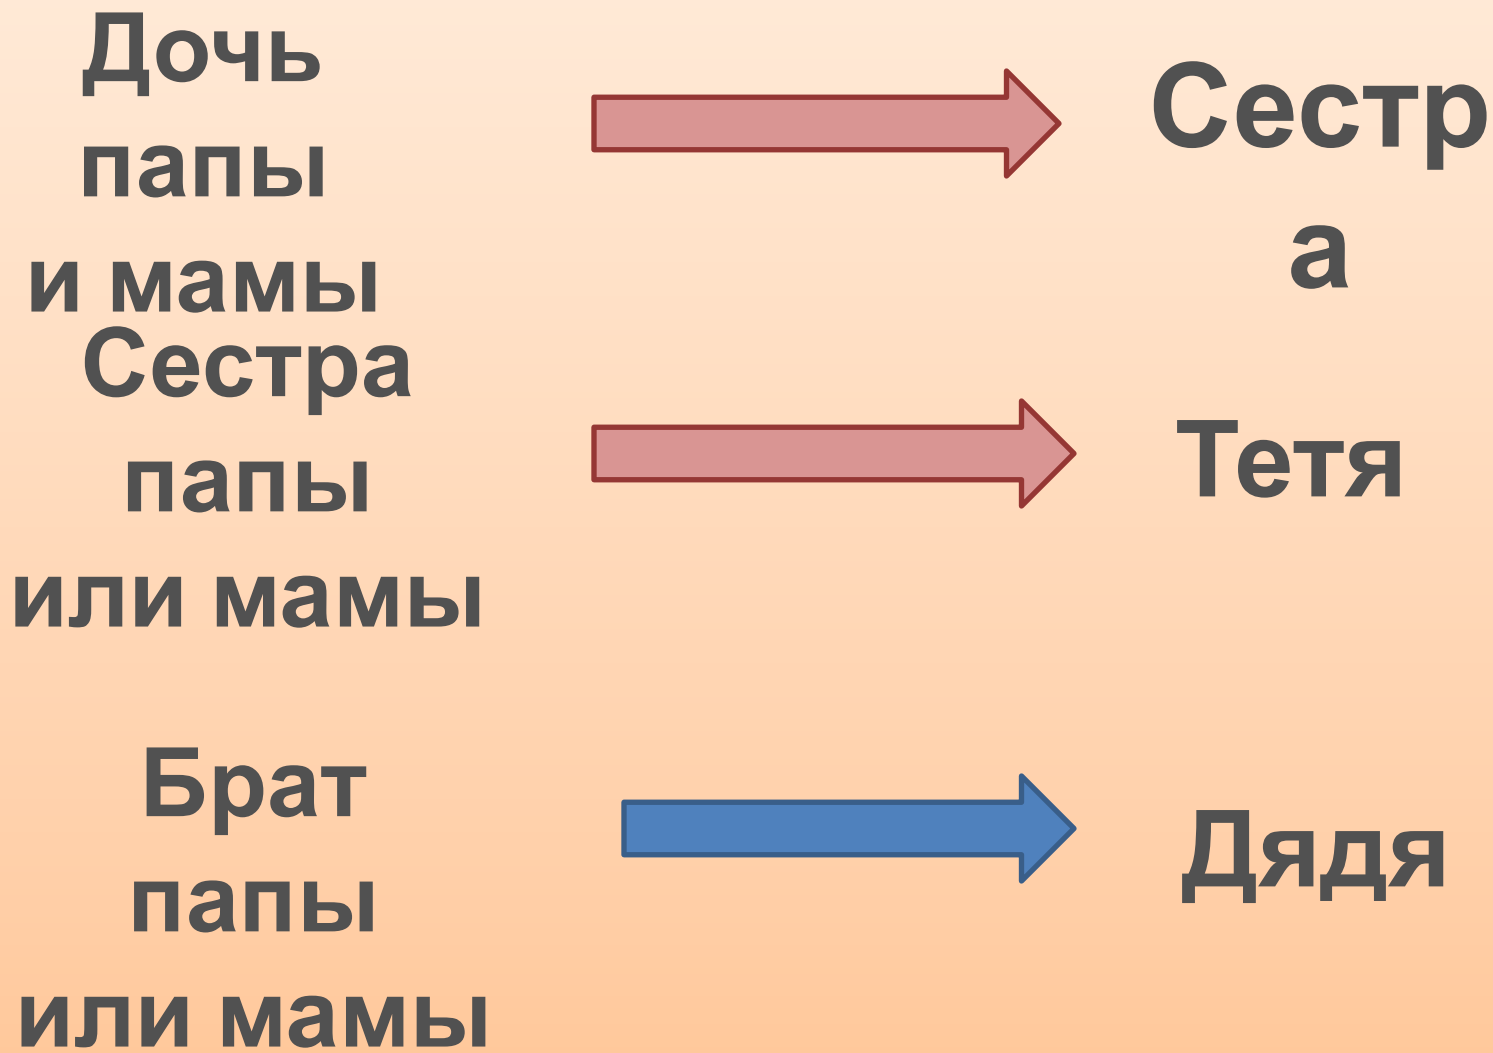 Дочь
папы
и мамы
Сестр
а
Сестра
папы
или мамы
Тетя
Брат
папы
или мамы
Дядя